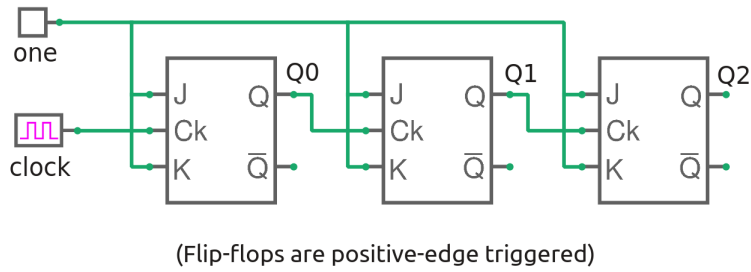 one
Q0
Q1
Q2
J
Q
J
Q
J
Q
Ck
Ck
Ck
clock
K
Q̅
K
Q̅
K
Q̅
(Flip-flops are positive-edge triggered)